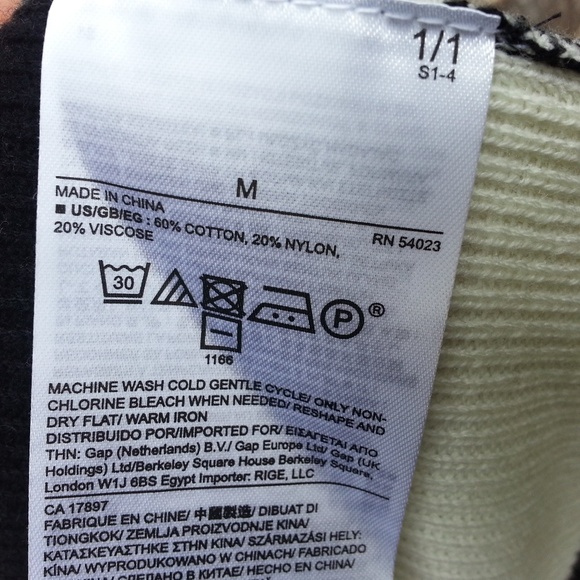 1/1
S1-4
M
MADE IN CHINA
■ US/GB/EG : 60% COTTON, 20% NYLON,
20% VISCOSE
RN 54023
30
P ®
1166
MACHINE WASH COLD GENTLE CYCLE/ ONLY NON-
CHLORINE BLEACH WHEN NEEDED/ RESHAPE AND
DRY FLAT/ WARM IRON
DISTRIBUIDO POR/IMPORTED FOR/ ΕΙΣΑΓΕΤΑΙ ΑΠΟ
ΤΗΝ: Gap (Netherlands) B.V./ Gap Europe Ltd/ Gap (UK
Holdings) Ltd/Berkeley Square House Berkeley Square,
London W1J 6BS Egypt Importer: RIGE, LLC
CA 17897
FABRIQUE EN CHINE/ 中國製造/ DIBUAT DI
TIONGKOK/ ZEMLJA PROIZVODNJE KINA/
ΚΑΤΑΣΚΕΥΑΣΤΗΚΕ ΣΤΗΝ ΚΙΝΑ/ SZÁRMAZÁSI HELY:
KÍNA/ WYPRODUKOWANO W CHINACH/ FABRICADO
СДЕЛАНО В КИТАЕ/ HECHO EN CHINA/